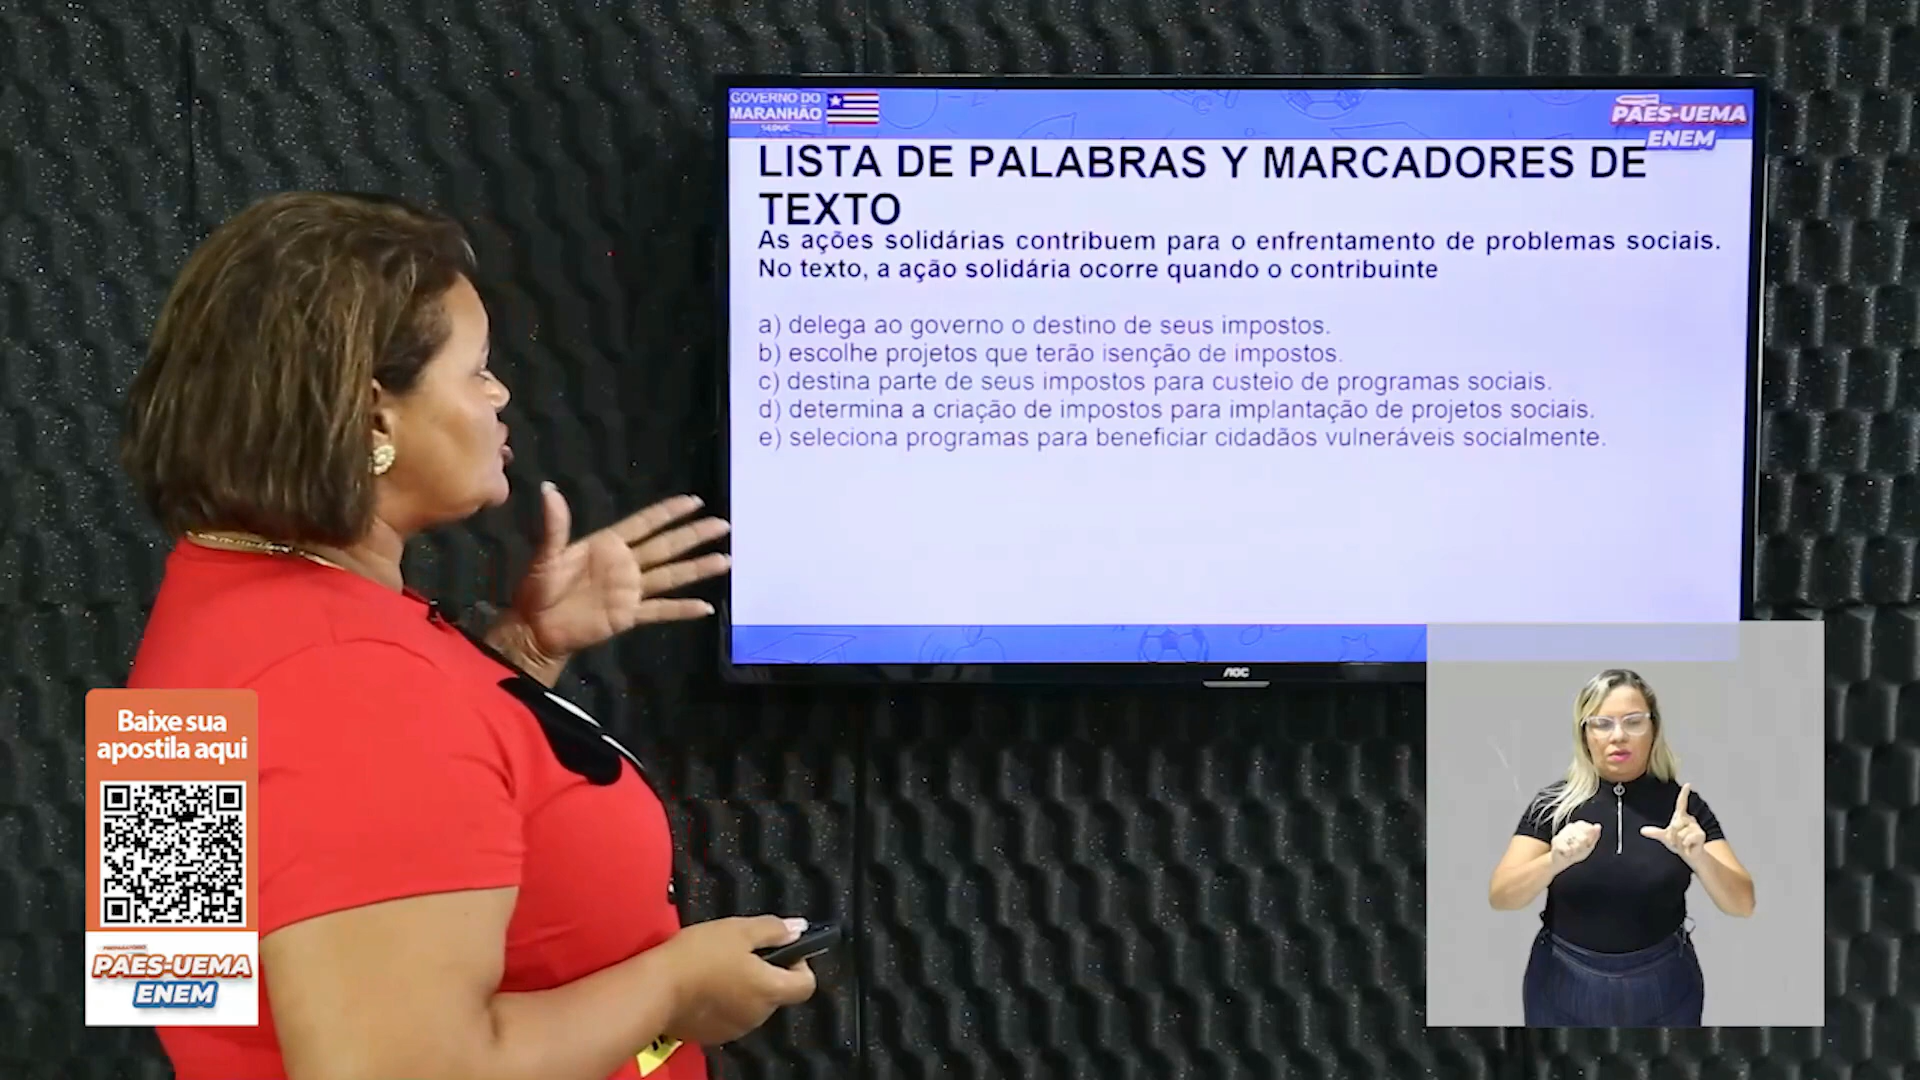 GOVERNO DO
MARANHÃO
SEDUC
PAES-UEMA
ENEM
LISTA DE PALABRAS Y MARCADORES DE
TEXTO
As ações solidárias contribuem para o enfrentamento de problemas sociais.
No texto, a ação solidária ocorre quando o contribuinte
a) delega ao governo o destino de seus impostos.
b) escolhe projetos que terão isenção de impostos.
c) destina parte de seus impostos para custeio de programas sociais.
d) determina a criação de impostos para implantação de projetos sociais.
e) seleciona programas para beneficiar cidadãos vulneráveis socialmente.
AOC
Baixe sua
apostila aqui
PREPARATÓRIO
PAES-UEMA
ENEM